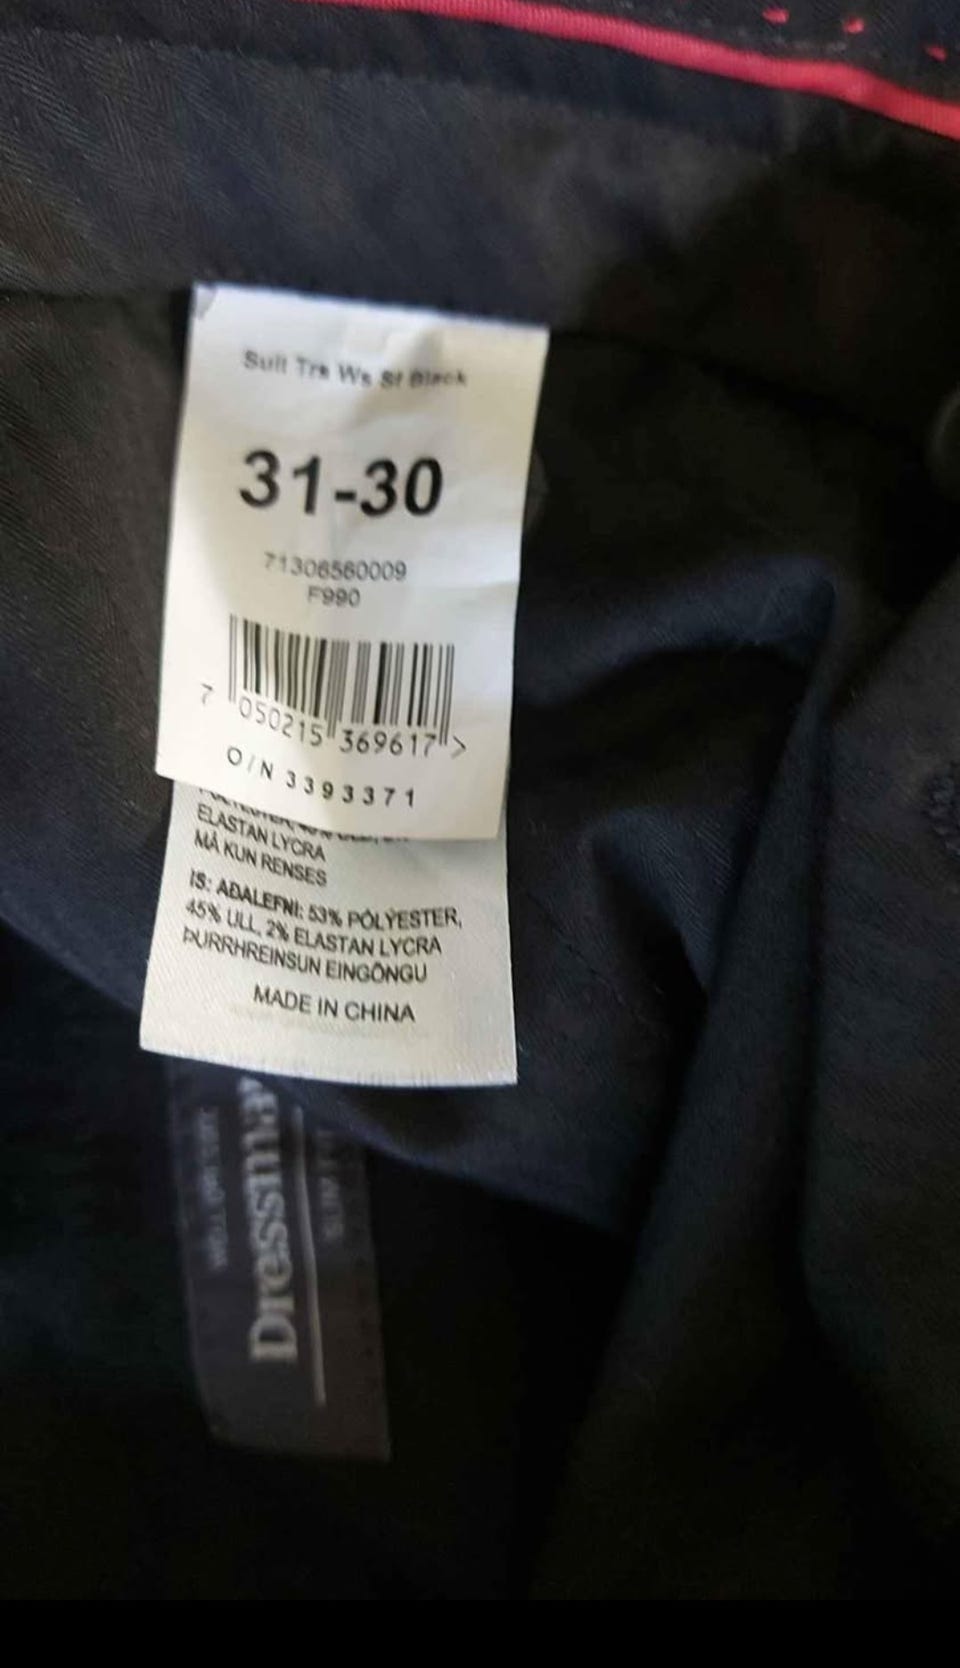 Suit Trs Ws Sf Black
31-30
71306560009
F990
7 050215 369617 >
O/N 3393371
ELASTAN LYCRA
MÅ KUN RENSES
IS: AÐALEFNI: 53% PÓLÝESTER,
45% ULL, 2% ELASTAN LYCRA
ÞURRHREINSUN EINGÖNGU
MADE IN CHINA
Dressmann